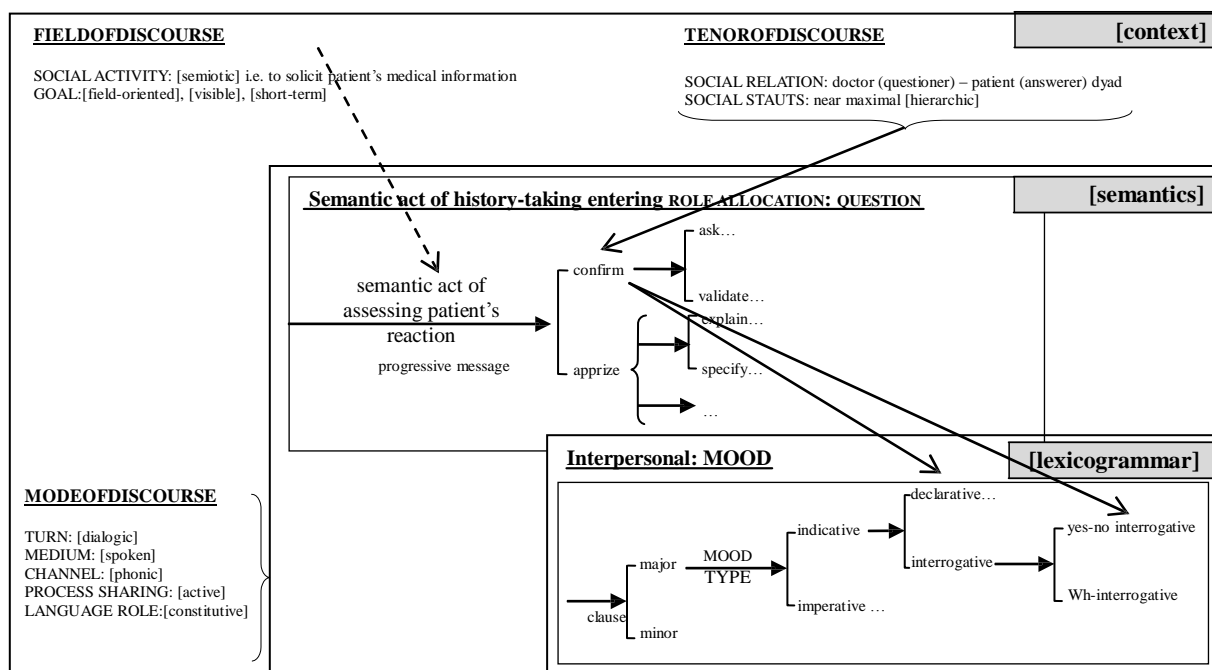 FIELDOFDISCOURSE
SOCIAL ACTIVITY: [semiotic] i.e. to solicit patient's medical information
GOAL:[field-oriented], [visible], [short-term]
TENOROFDISCOURSE
SOCIAL RELATION: doctor (questioner) – patient (answerer) dyad
SOCIAL STAUTS: near maximal [hierarchic]
[context]
Semantic act of history-taking entering ROLE ALLOCATION: QUESTION
[semantics]
semantic act of
assessing patient's
reaction
progressive message
confirm
apprize
ask…
validate…
explain…
specify…
…
Interpersonal: MOOD
[lexicogrammar]
clause
major
minor
MOOD
TYPE
indicative
imperative …
declarative…
interrogative
yes-no interrogative
Wh-interrogative
MODEOFDISCOURSE
TURN: [dialogic]
MEDIUM: [spoken]
CHANNEL: [phonic]
PROCESS SHARING: [active]
LANGUAGE ROLE:[constitutive]